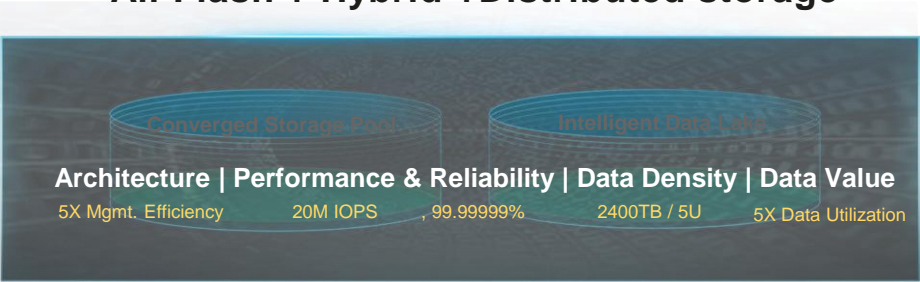 All-Flash + Hybrid +Distributed storage
Converged Storage Pool
Intelligent Data Lake
Architecture | Performance & Reliability | Data Density | Data Value
5X Mgmt. Efficiency 20M IOPS , 99.99999% 2400TB / 5U 5X Data Utilization